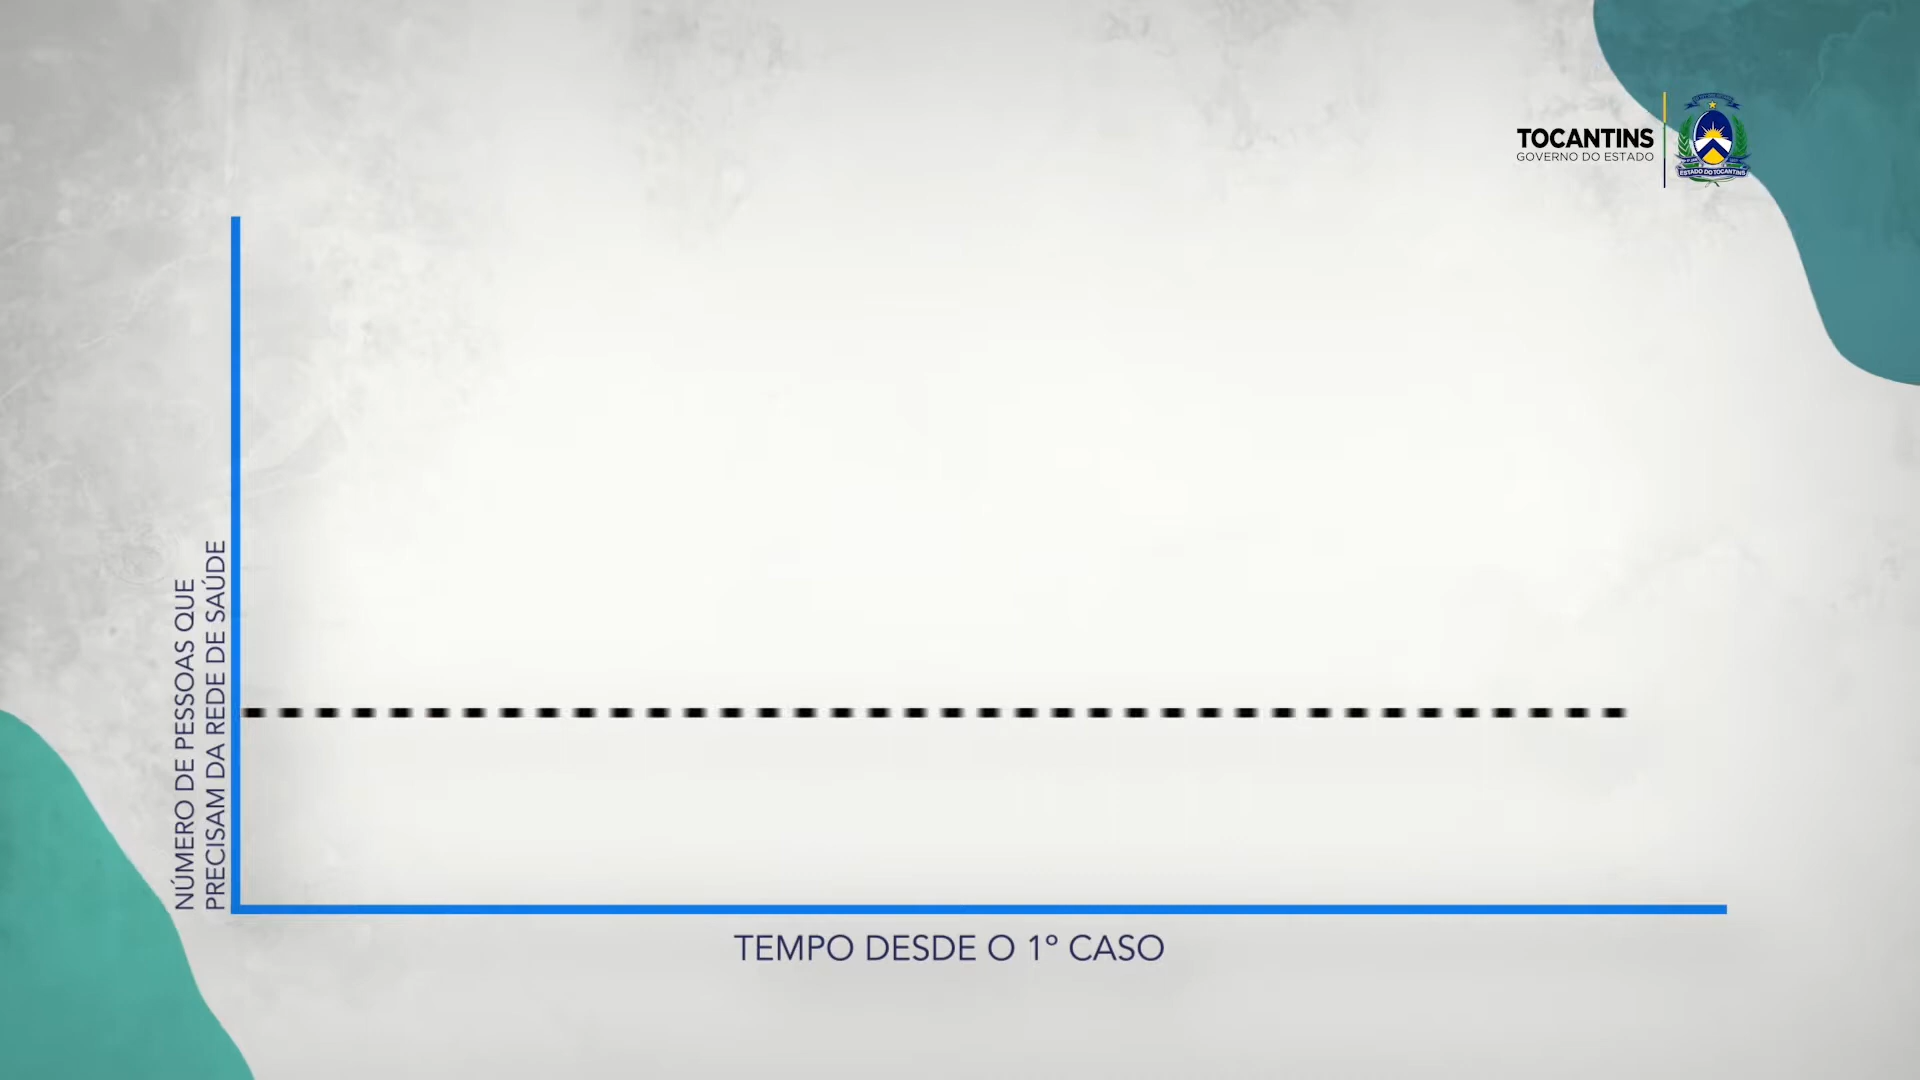 TOCANTINS
GOVERNO DO ESTADO
ESTADO DO TOCANTINS
NÚMERO DE PESSOAS QUE
PRECISAM DA REDE DE SAÚDE
TEMPO DESDE O 1º CASO